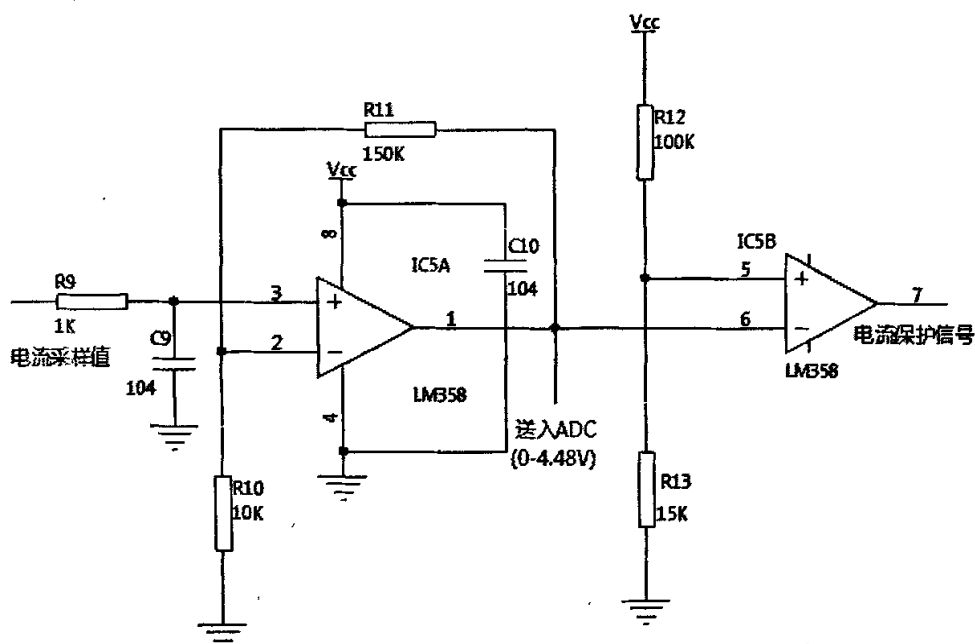 Vcc
R11
150K
R12
100K
Vcc
8
C10
104
IC5A
IC5B
5
R9
1K
3
1
7
电流采样值
C9
104
2
6
电流保护信号
LM358
LM358
4
送入ADC
(0-4.48V)
R10
10K
R13
15K